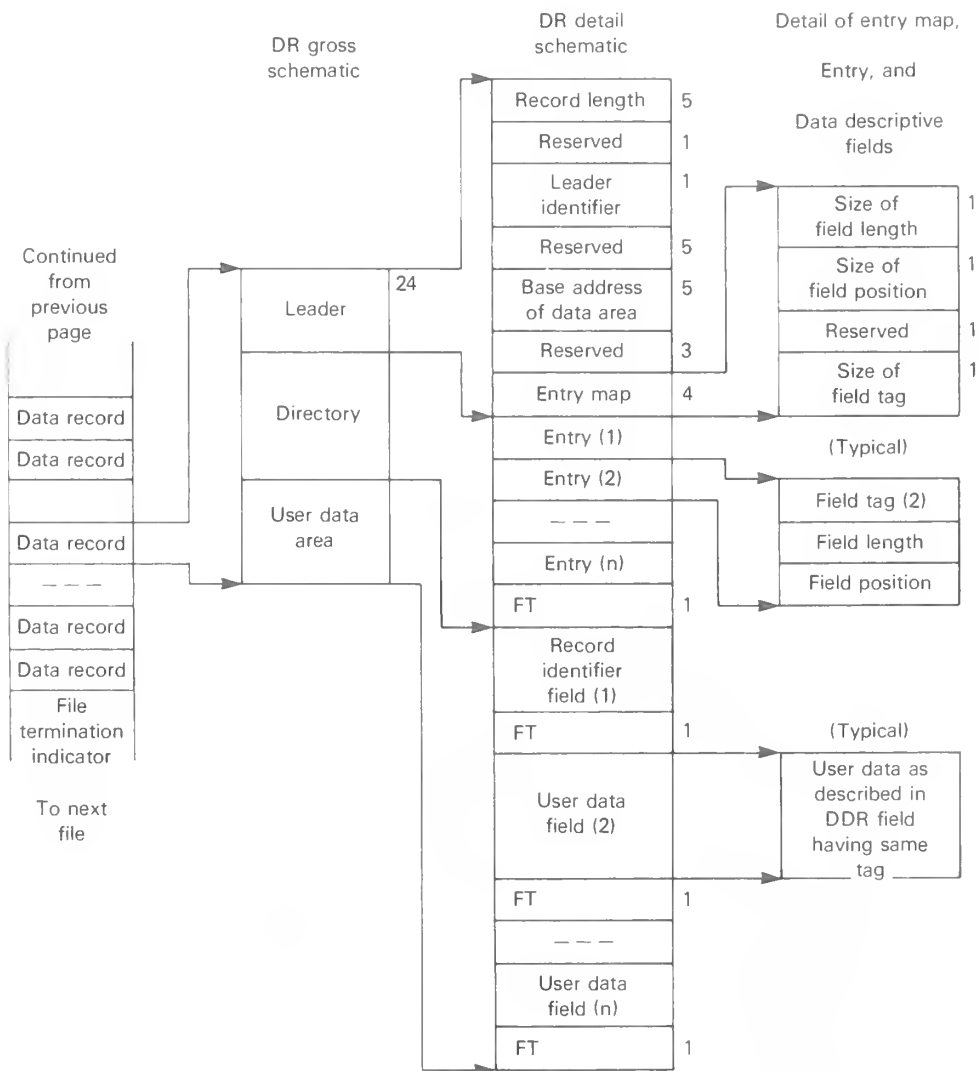 DR gross
schematic
DR detail
schematic
Detail of entry map,
Entry, and
Data descriptive
fields
Continued
from
previous
page
Data record
Data record
Data record
– – –
Data record
Data record
File
termination
indicator
To next
file
Leader
24
Directory
User data
area
Record length 5
Reserved 1
Leader
identifier 1
Reserved 5
Base address
of data area 5
Reserved 3
Entry map 4
Entry (1)
Entry (2)
– – –
Entry (n)
FT 1
Record
identifier
field (1)
FT 1
User data
field (2)
FT 1
– – –
User data
field (n)
FT 1
Size of
field length 1
Size of
field position 1
Reserved 1
Size of
field tag 1
(Typical)
Field tag (2)
Field length
Field position
(Typical)
User data as
described in
DDR field
having same
tag